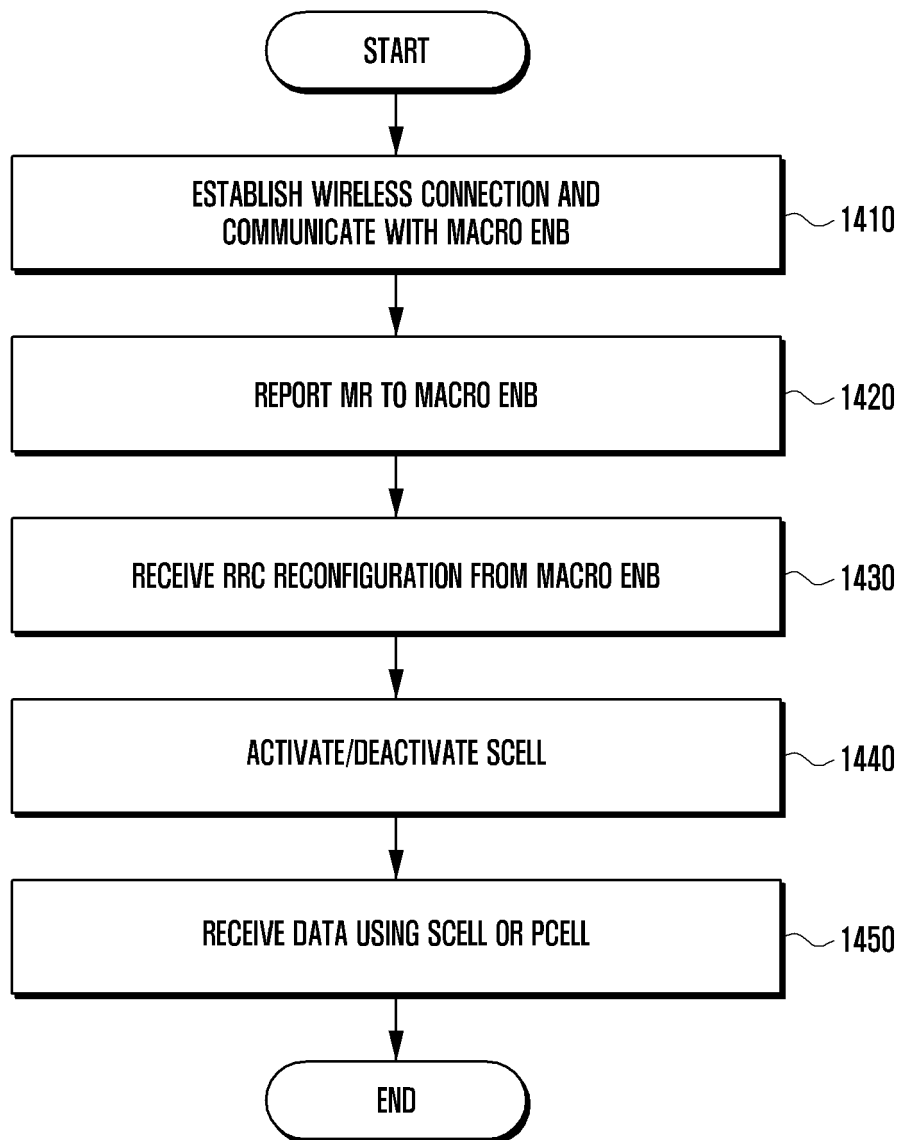 START
ESTABLISH WIRELESS CONNECTION AND
COMMUNICATE WITH MACRO ENB
1410
REPORT MR TO MACRO ENB
1420
RECEIVE RRC RECONFIGURATION FROM MACRO ENB
1430
ACTIVATE/DEACTIVATE SCELL
1440
RECEIVE DATA USING SCELL OR PCELL
1450
END